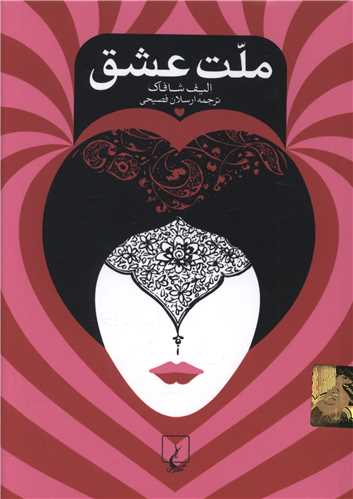 ملّت عشق
الیف شافاک
ترجمه ارسلان فصیحی